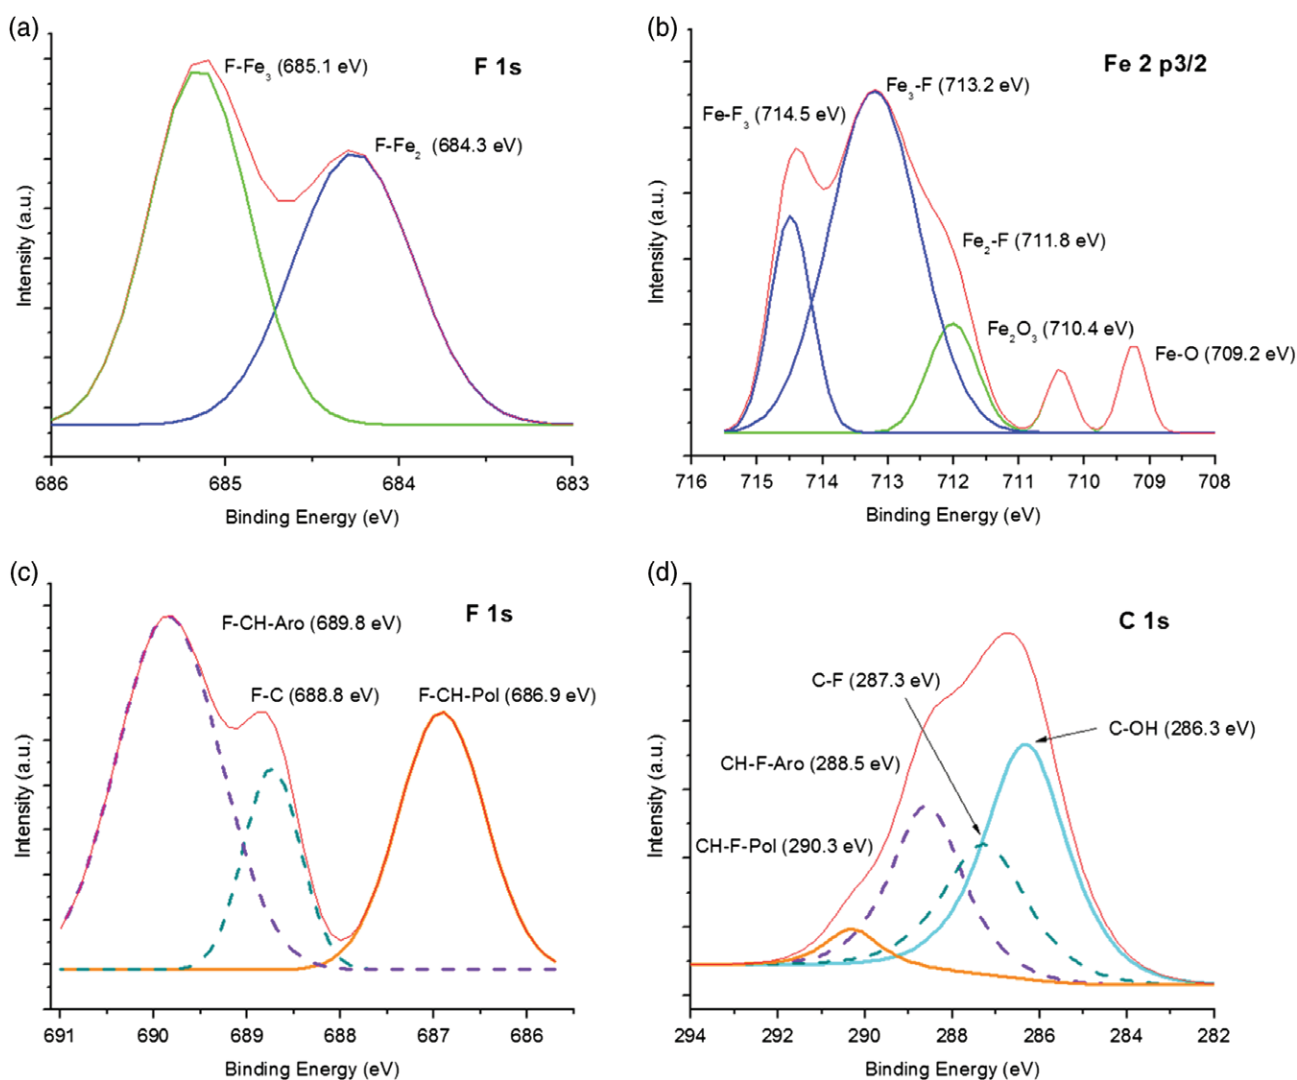 (a)
F 1s
F-Fe3 (685.1 eV)
F-Fe2 (684.3 eV)
Intensity (a.u.)
686 685 684 683
Binding Energy (eV)
(b)
Fe 2 p3/2
Fe3-F (713.2 eV)
Fe-F3 (714.5 eV)
Fe2-F (711.8 eV)
Fe2O3 (710.4 eV)
Fe-O (709.2 eV)
Intensity (a.u.)
716 715 714 713 712 711 710 709 708
Binding Energy (eV)
(c)
F 1s
F-CH-Aro (689.8 eV)
F-C (688.8 eV)
F-CH-Pol (686.9 eV)
Intensity (a.u.)
691 690 689 688 687 686
Binding Energy (eV)
(d)
C 1s
C-F (287.3 eV)
C-OH (286.3 eV)
CH-F-Aro (288.5 eV)
CH-F-Pol (290.3 eV)
Intensity (a.u.)
294 292 290 288 286 284 282
Binding Energy (eV)